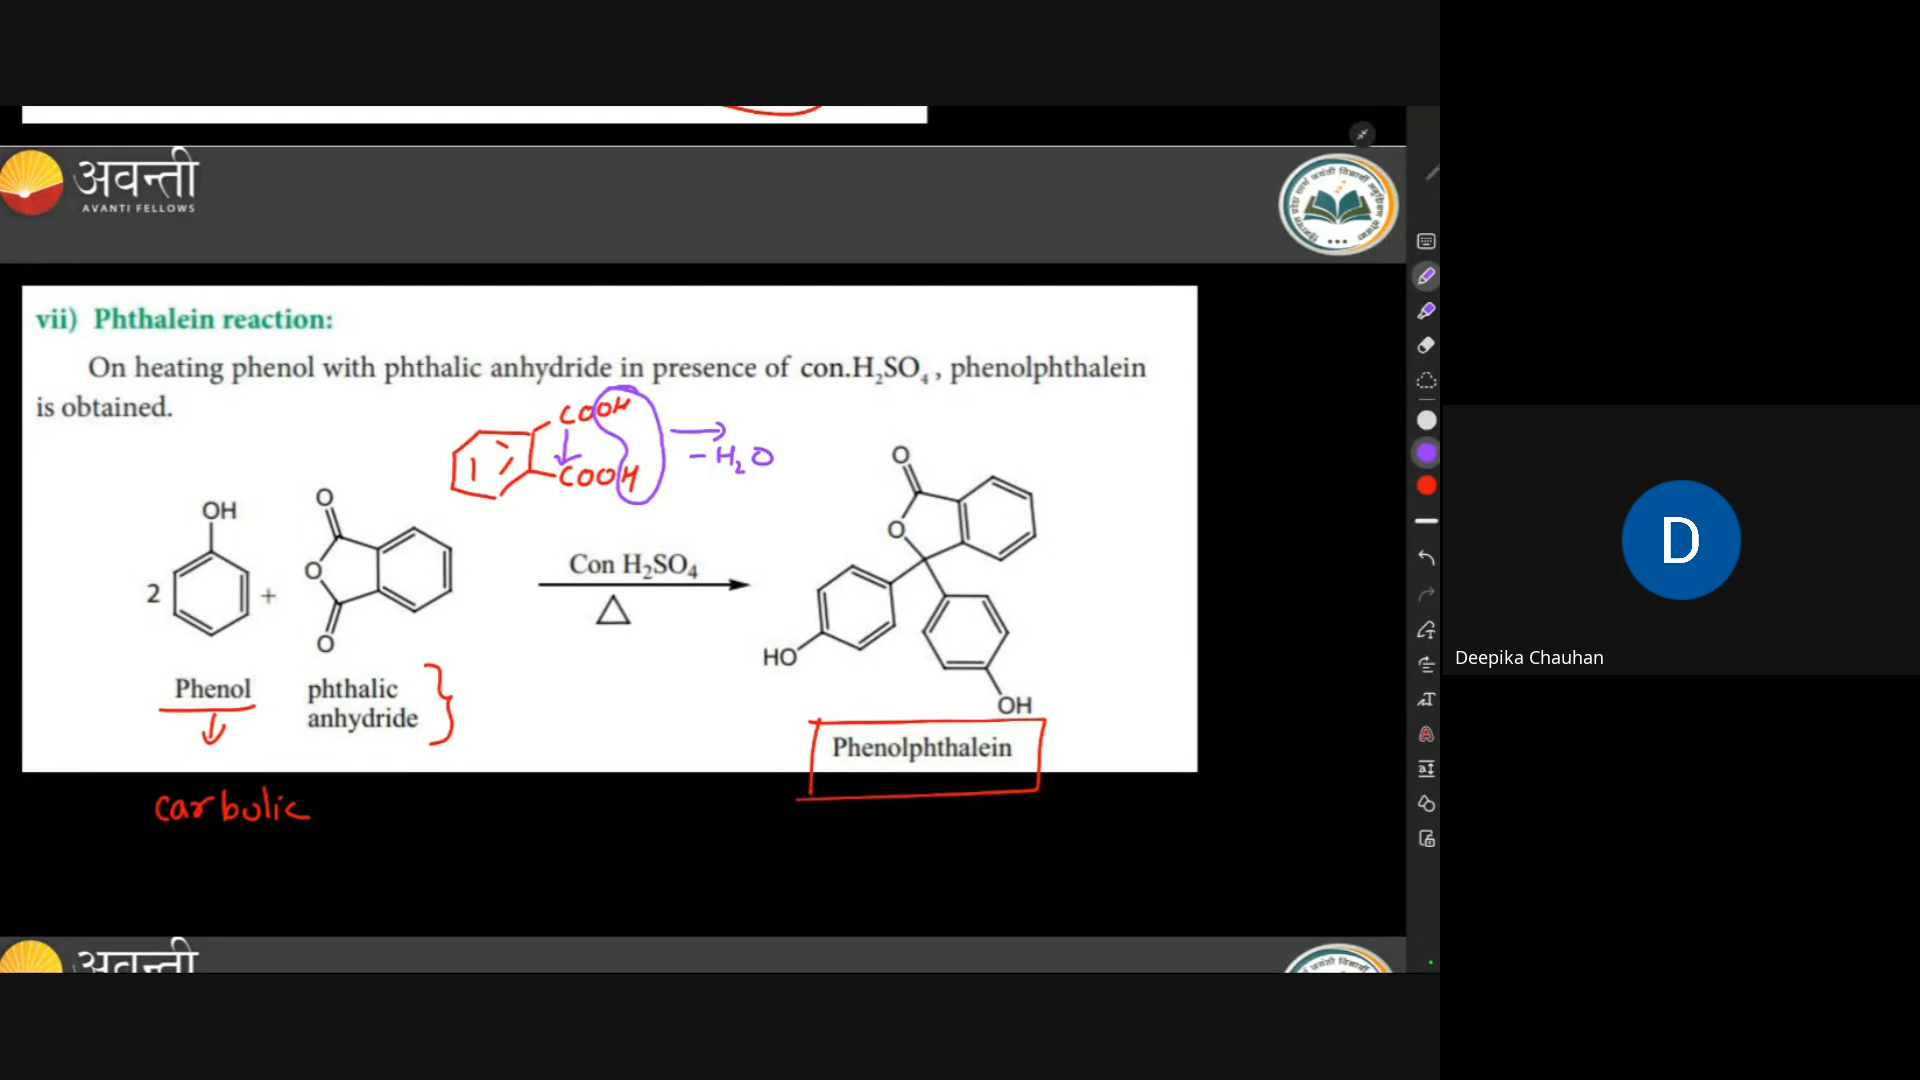 अवन्ती
AVANTI FELLOWS
vii) Phthalein reaction:
On heating phenol with phthalic anhydride in presence of con.H₂SO₄, phenolphthalein
is obtained.
COOH
COOH
- H₂O
O
O
OH
O
2
+
O
O
Con H₂SO₄
△
HO
OH
Phenol
phthalic
anhydride
Phenolphthalein
carbolic
D
Deepika Chauhan